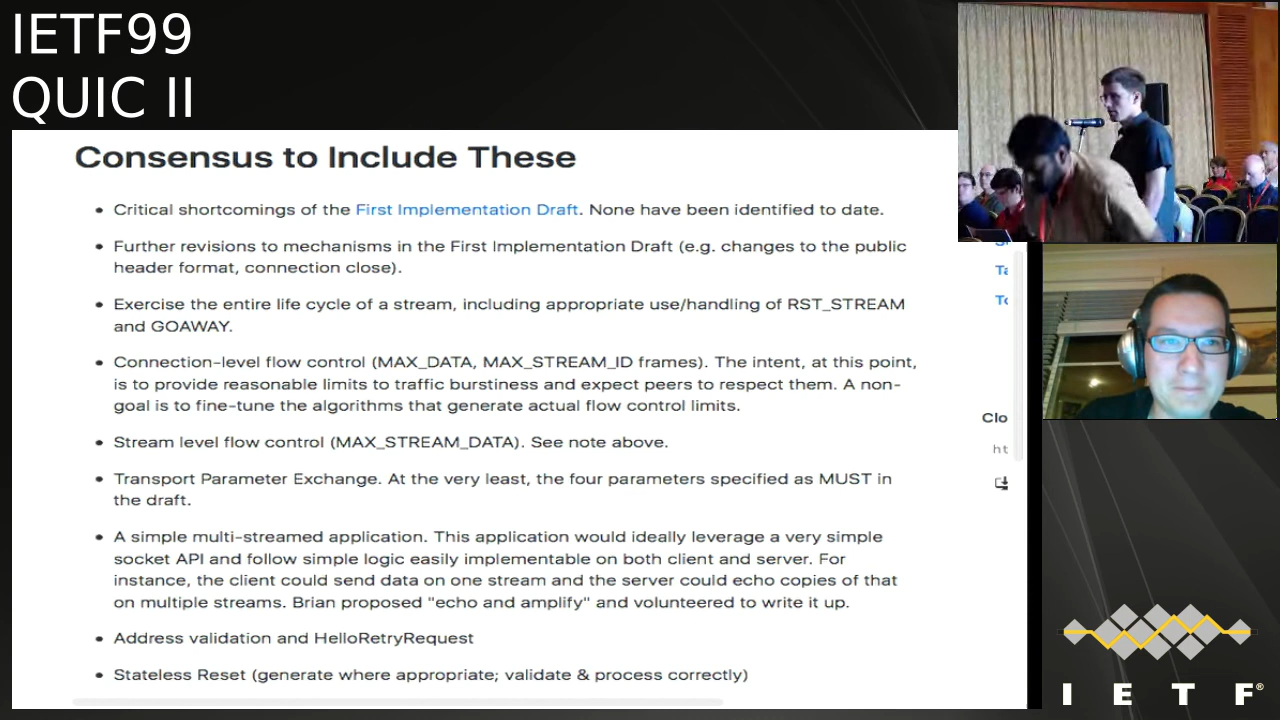 IETF99
QUIC II
Consensus to Include These
• Critical shortcomings of the First Implementation Draft. None have been identified to date.
• Further revisions to mechanisms in the First Implementation Draft (e.g. changes to the public
header format, connection close).
• Exercise the entire life cycle of a stream, including appropriate use/handling of RST_STREAM
and GOAWAY.
• Connection-level flow control (MAX_DATA, MAX_STREAM_ID frames). The intent, at this point,
is to provide reasonable limits to traffic burstiness and expect peers to respect them. A non-
goal is to fine-tune the algorithms that generate actual flow control limits.
• Stream level flow control (MAX_STREAM_DATA). See note above.
• Transport Parameter Exchange. At the very least, the four parameters specified as MUST in
the draft.
• A simple multi-streamed application. This application would ideally leverage a very simple
socket API and follow simple logic easily implementable on both client and server. For
instance, the client could send data on one stream and the server could echo copies of that
on multiple streams. Brian proposed "echo and amplify" and volunteered to write it up.
• Address validation and HelloRetryRequest
• Stateless Reset (generate where appropriate; validate & process correctly)
Ta
To
Clo
ht
I E T F®